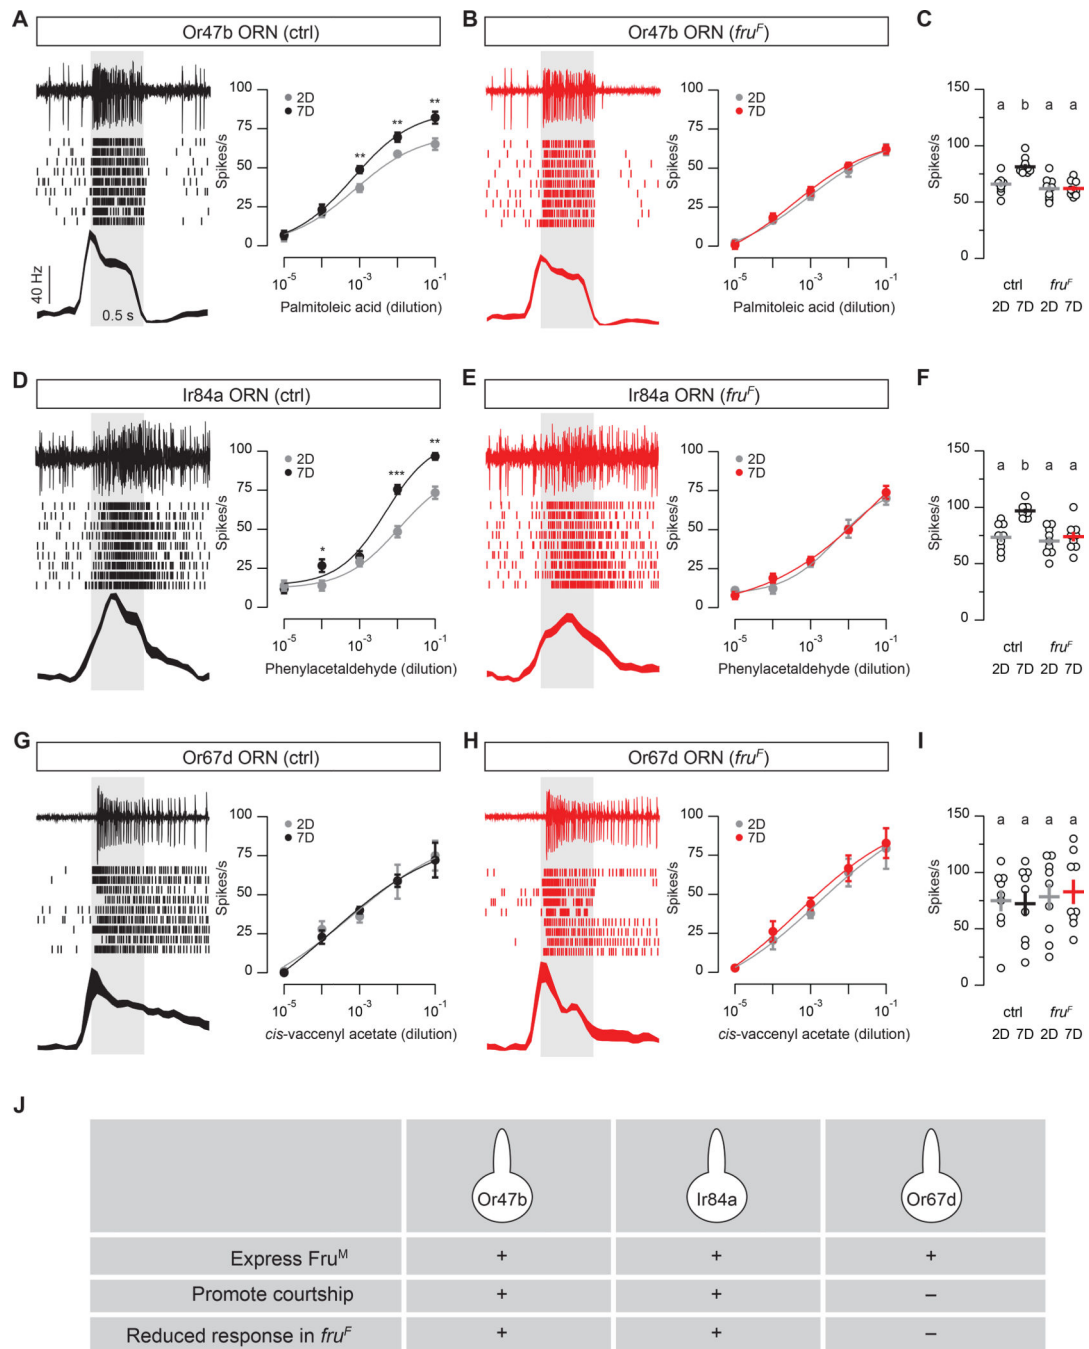 A
Or47b ORN (ctrl)
40 Hz
0.5 s
Spikes/s
100
75
50
25
0
2D
7D
**
**
**
10⁻⁵
10⁻³
10⁻¹
Palmitoleic acid (dilution)
B
Or47b ORN (fruF)
Spikes/s
100
75
50
25
0
2D
7D
10⁻⁵
10⁻³
10⁻¹
Palmitoleic acid (dilution)
C
Spikes/s
150
100
50
0
a b a a
ctrl fruF
2D 7D 2D 7D
D
Ir84a ORN (ctrl)
Spikes/s
100
75
50
25
0
2D
7D
*
***
**
10⁻⁵
10⁻³
10⁻¹
Phenylacetaldehyde (dilution)
E
Ir84a ORN (fruF)
Spikes/s
100
75
50
25
0
2D
7D
10⁻⁵
10⁻³
10⁻¹
Phenylacetaldehyde (dilution)
F
Spikes/s
150
100
50
0
a b a a
ctrl fruF
2D 7D 2D 7D
G
Or67d ORN (ctrl)
Spikes/s
100
75
50
25
0
2D
7D
10⁻⁵
10⁻³
10⁻¹
cis-vaccenyl acetate (dilution)
H
Or67d ORN (fruF)
Spikes/s
100
75
50
25
0
2D
7D
10⁻⁵
10⁻³
10⁻¹
cis-vaccenyl acetate (dilution)
I
Spikes/s
150
100
50
0
a a a a
ctrl fruF
2D 7D 2D 7D
J
Or47b Ir84a Or67d
Express FruM + + +
Promote courtship + + –
Reduced response in fruF + + –